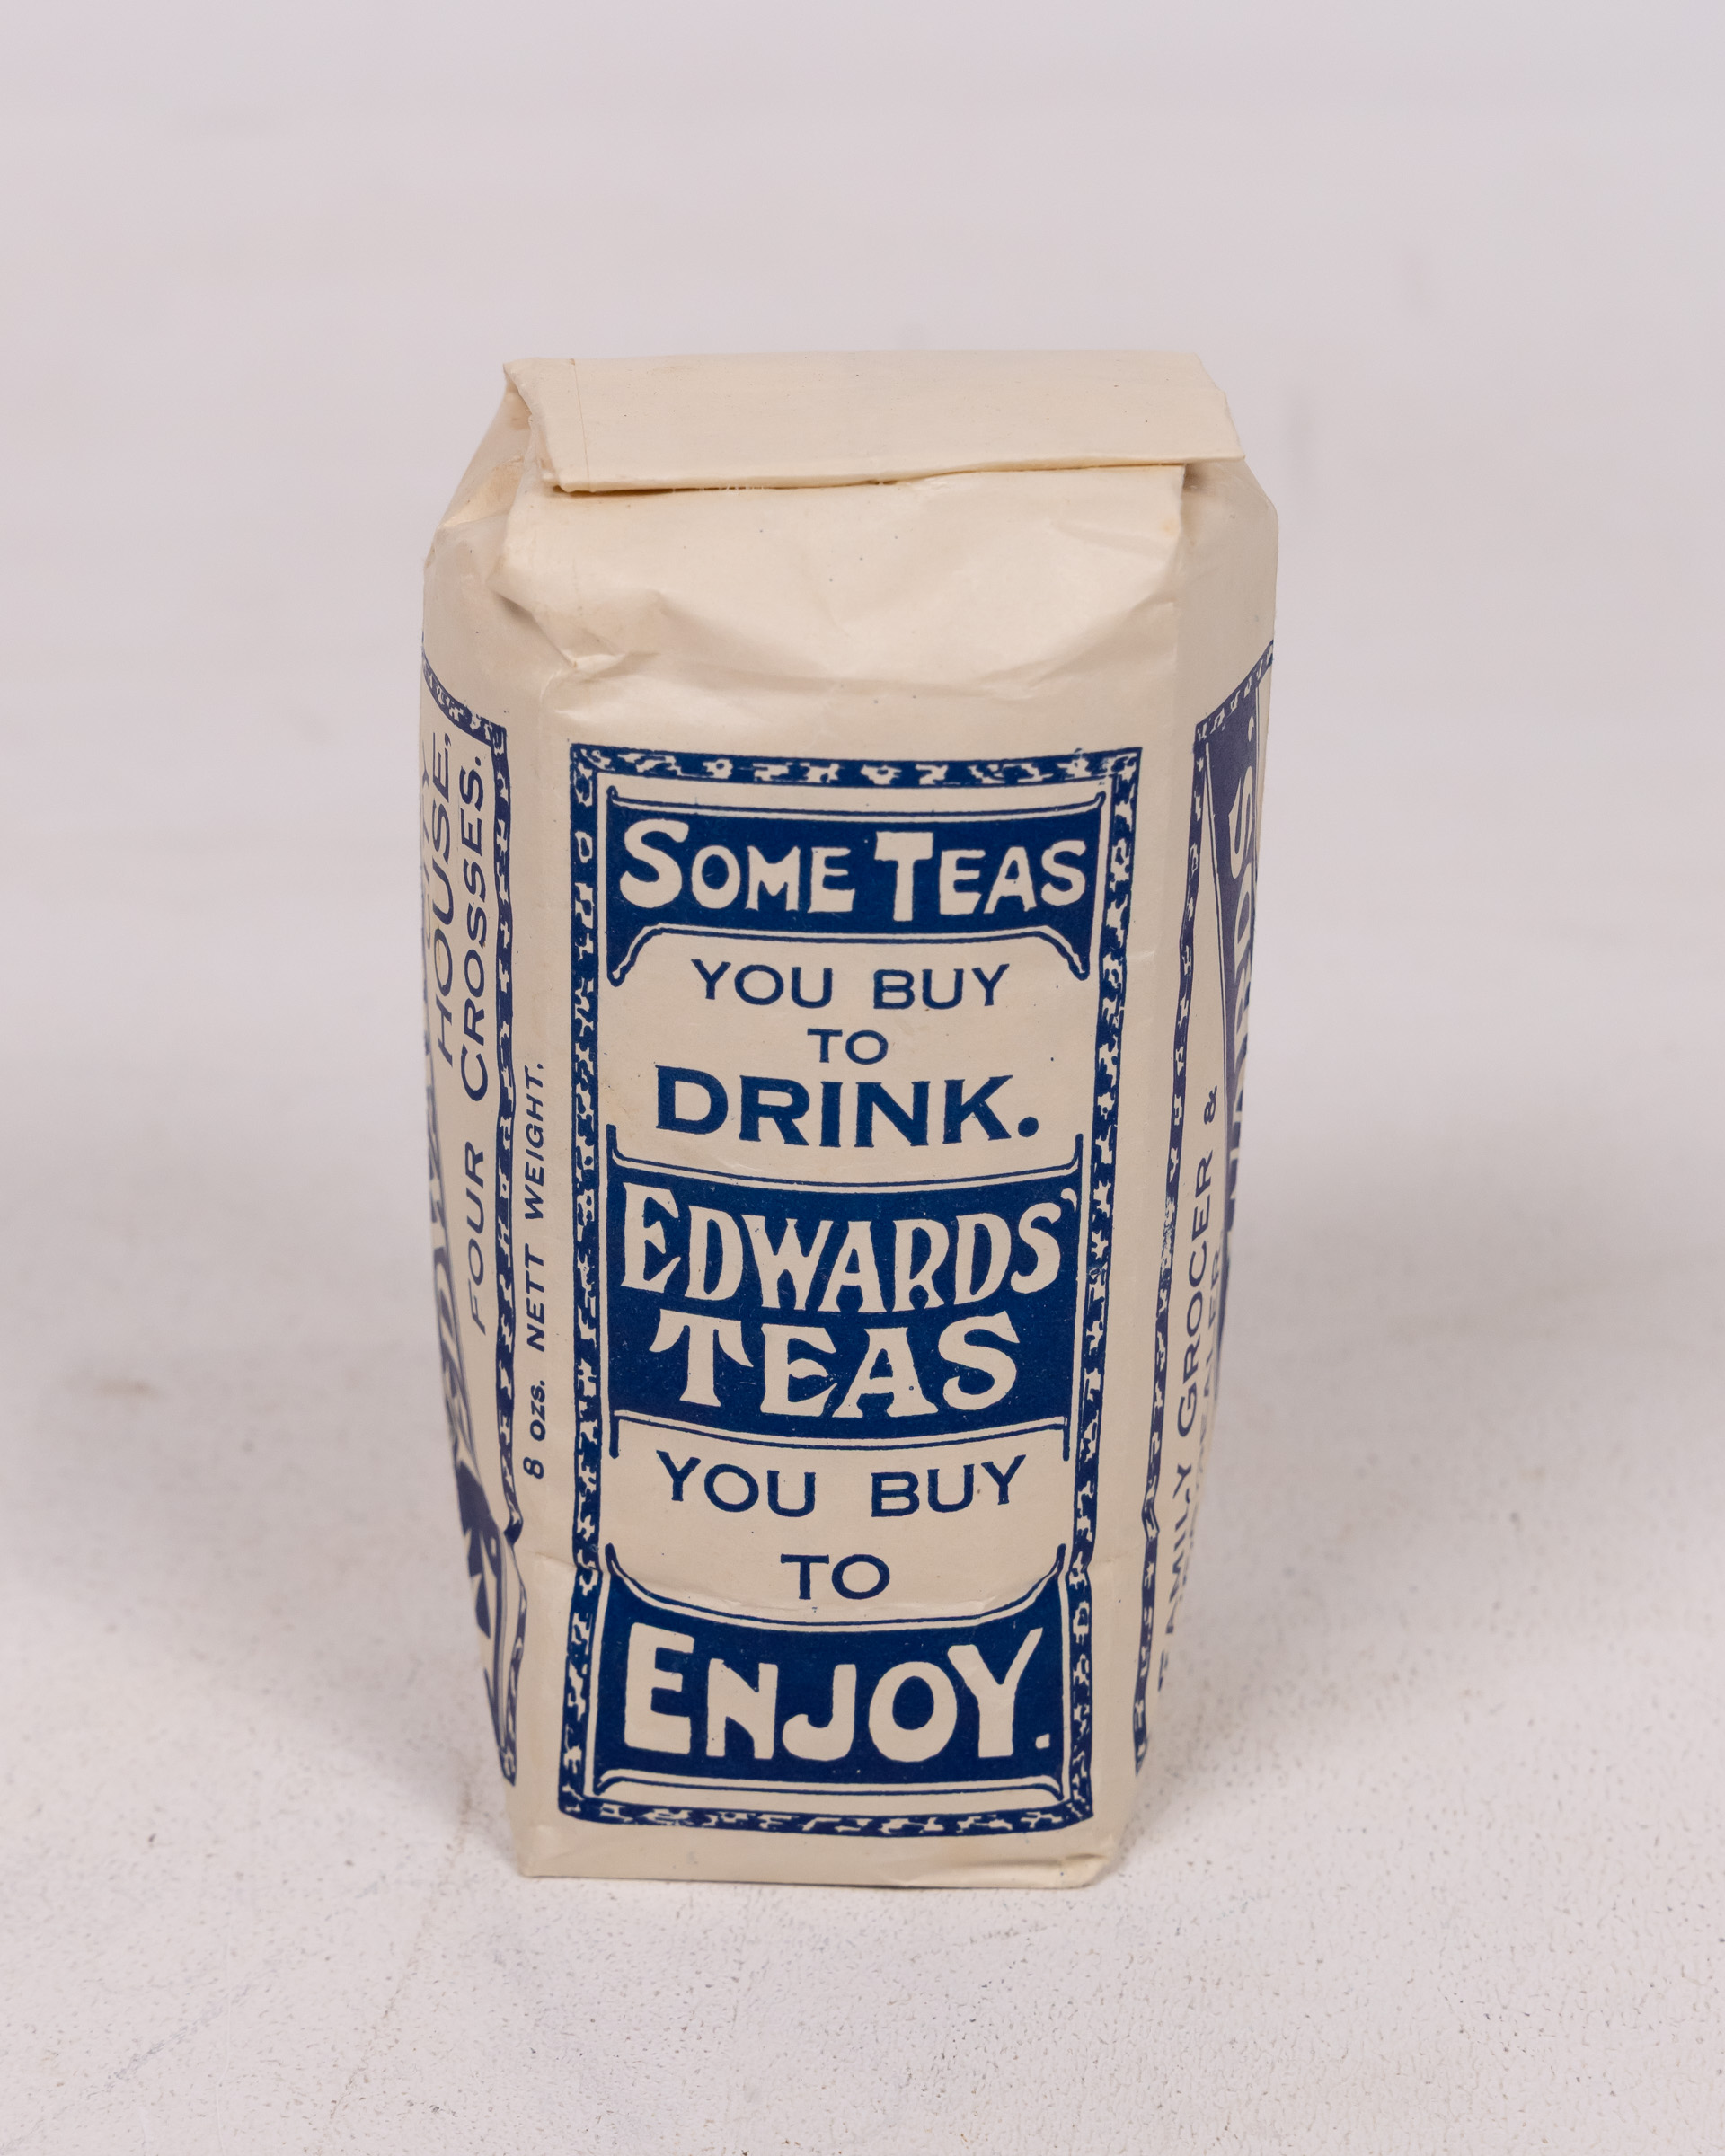 SOME TEAS
YOU BUY
TO
DRINK.
EDWARDS'
TEAS
YOU BUY
TO
ENJOY.
8 OZS. NETT WEIGHT.
HOUSE,
FOUR CROSSES.
FAMILY GROCER &